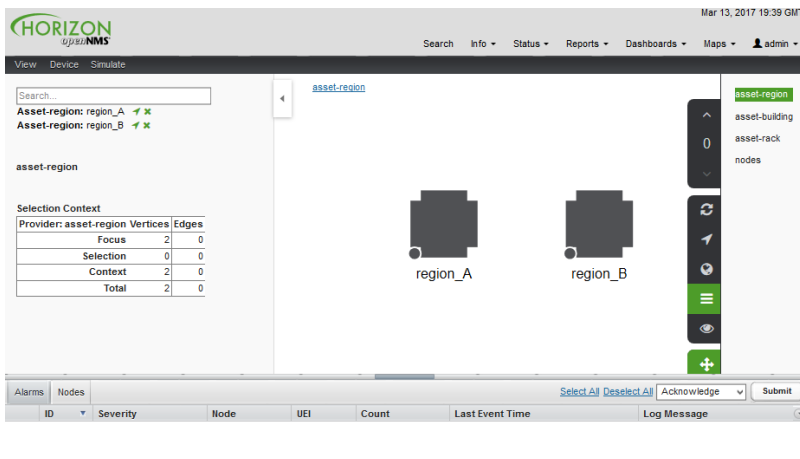 Mar 13, 2017 19:39 GMT
HORIZON
openNMS
Search Info Status Reports Dashboards Maps admin
View Device Simulate
Search...
Asset-region: region_A
Asset-region: region_B
asset-region
Selection Context
Provider: asset-region Vertices Edges
Focus 2 0
Selection 0 0
Context 2 0
Total 2 0
asset-region
region_A region_B
0
asset-region
asset-building
asset-rack
nodes
Alarms Nodes
Select All Deselect All Acknowledge Submit
ID Severity Node UEI Count Last Event Time Log Message